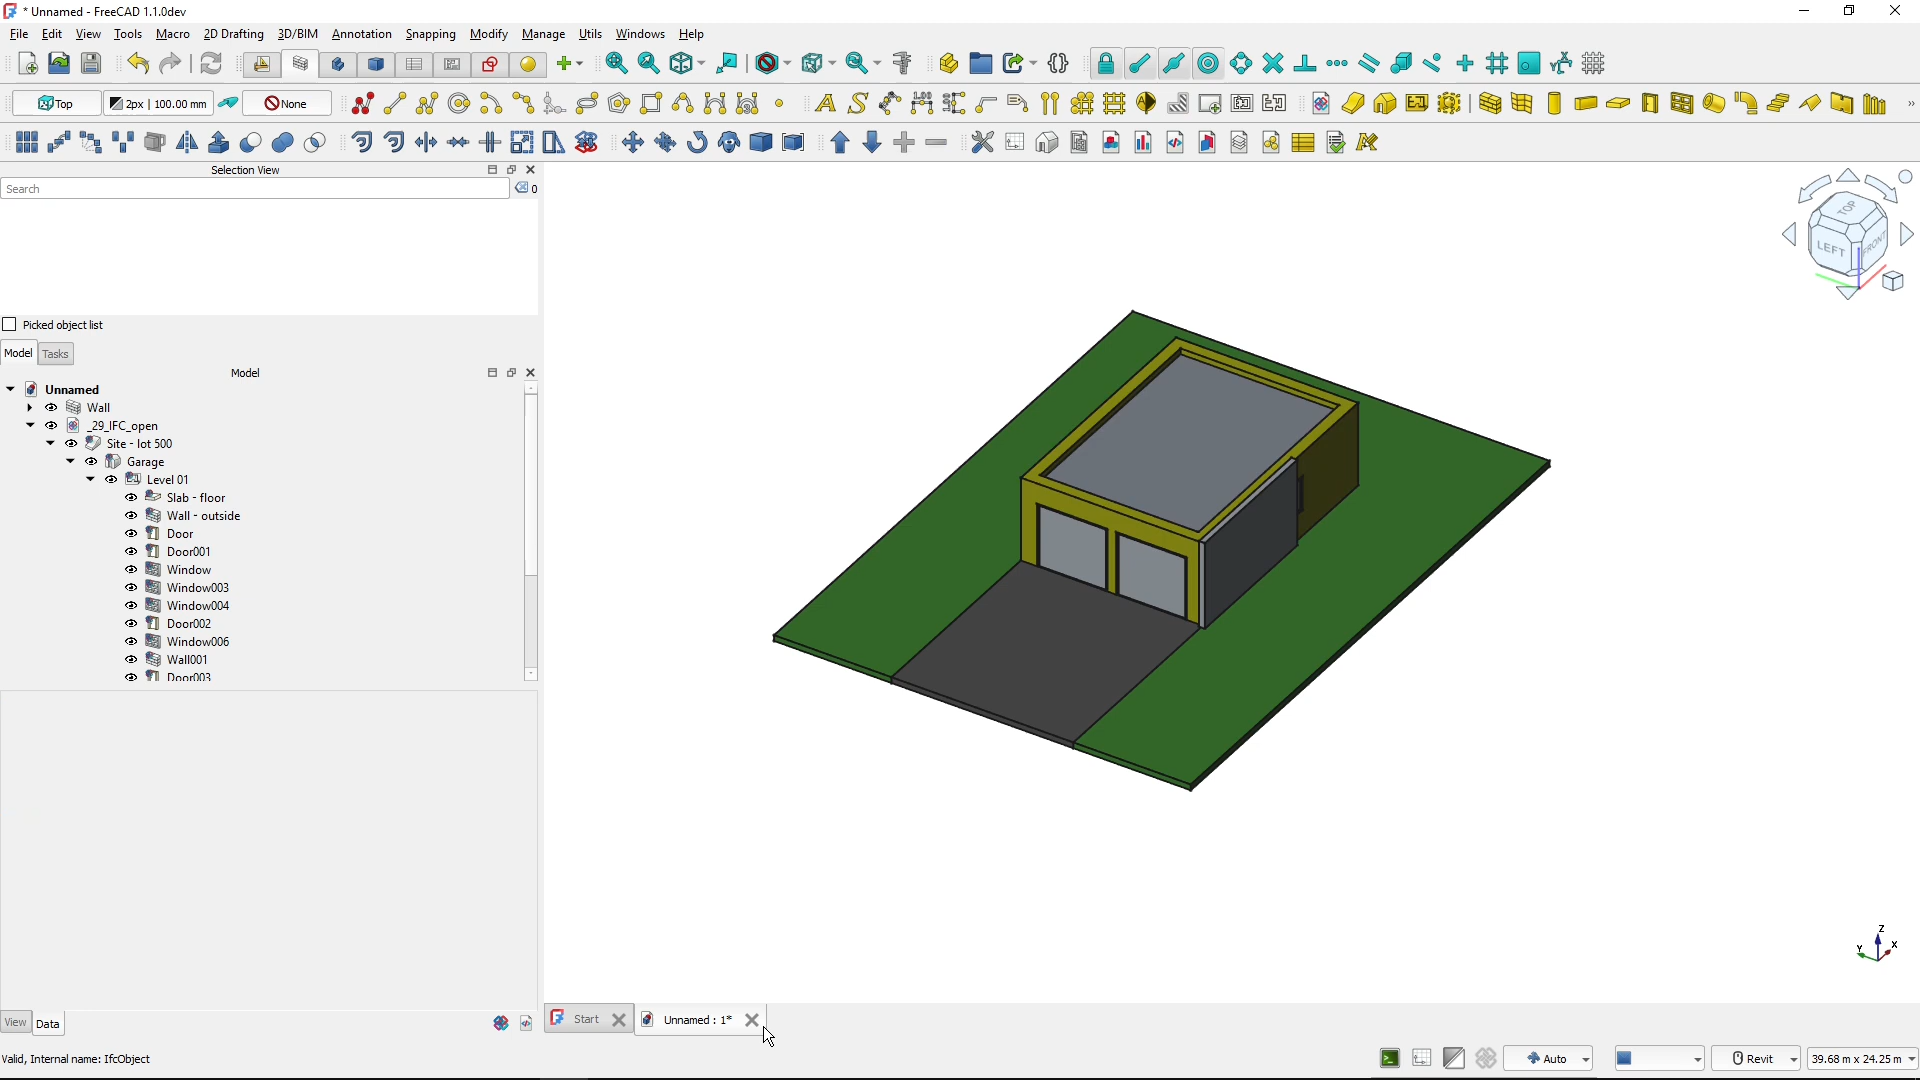 * Unnamed - FreeCAD 1.1.0dev
File Edit View Tools Macro 2D Drafting 3D/BIM Annotation Snapping Modify Manage Utils Windows Help
Top 2px | 100.00 mm None
Selection View
Search 0
Picked object list
Model Tasks
Model
Unnamed
Wall
_29_IFC_open
Site - lot 500
Garage
Level 01
Slab - floor
Wall - outside
Door
Door001
Window
Window003
Window004
Door002
Window006
Wall001
Door003
TOP
LEFT FRONT
Z
Y X
View Data
Start Unnamed : 1*
Valid, Internal name: IfcObject
Auto Revit 39.68 m x 24.25 m